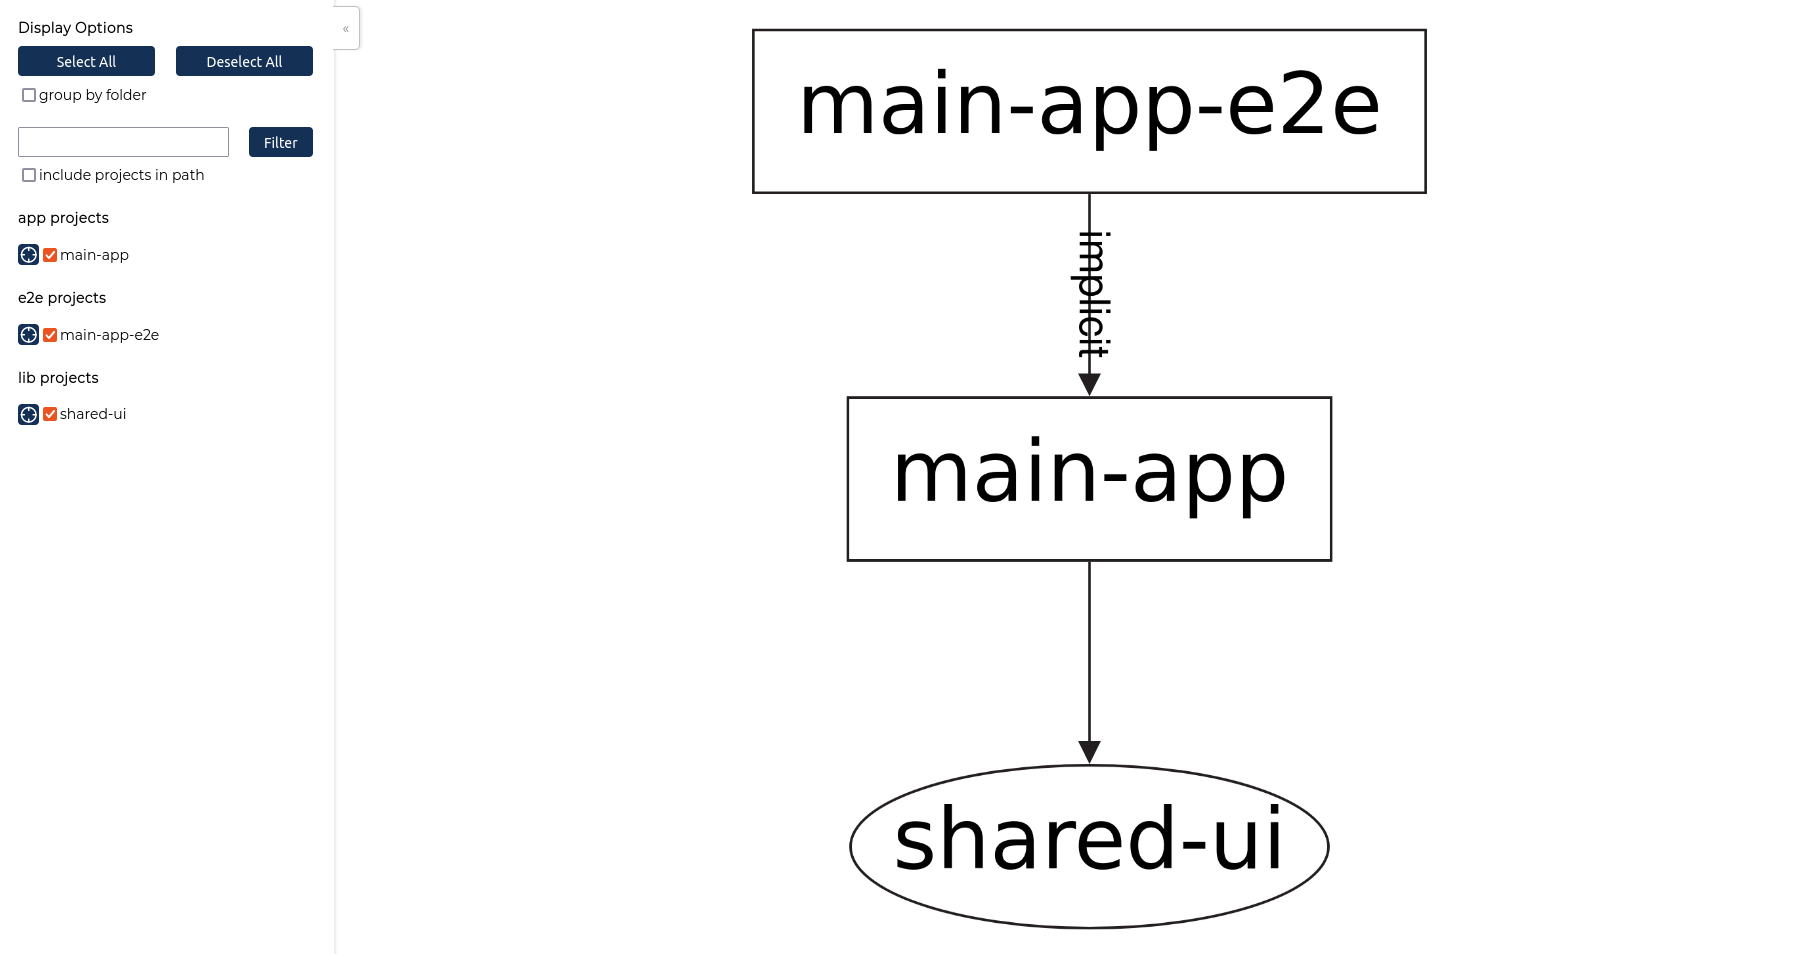 Display Options
«
Select All
Deselect All
group by folder
Filter
include projects in path
app projects
main-app
e2e projects
main-app-e2e
lib projects
shared-ui
main-app-e2e
implicit
main-app
shared-ui